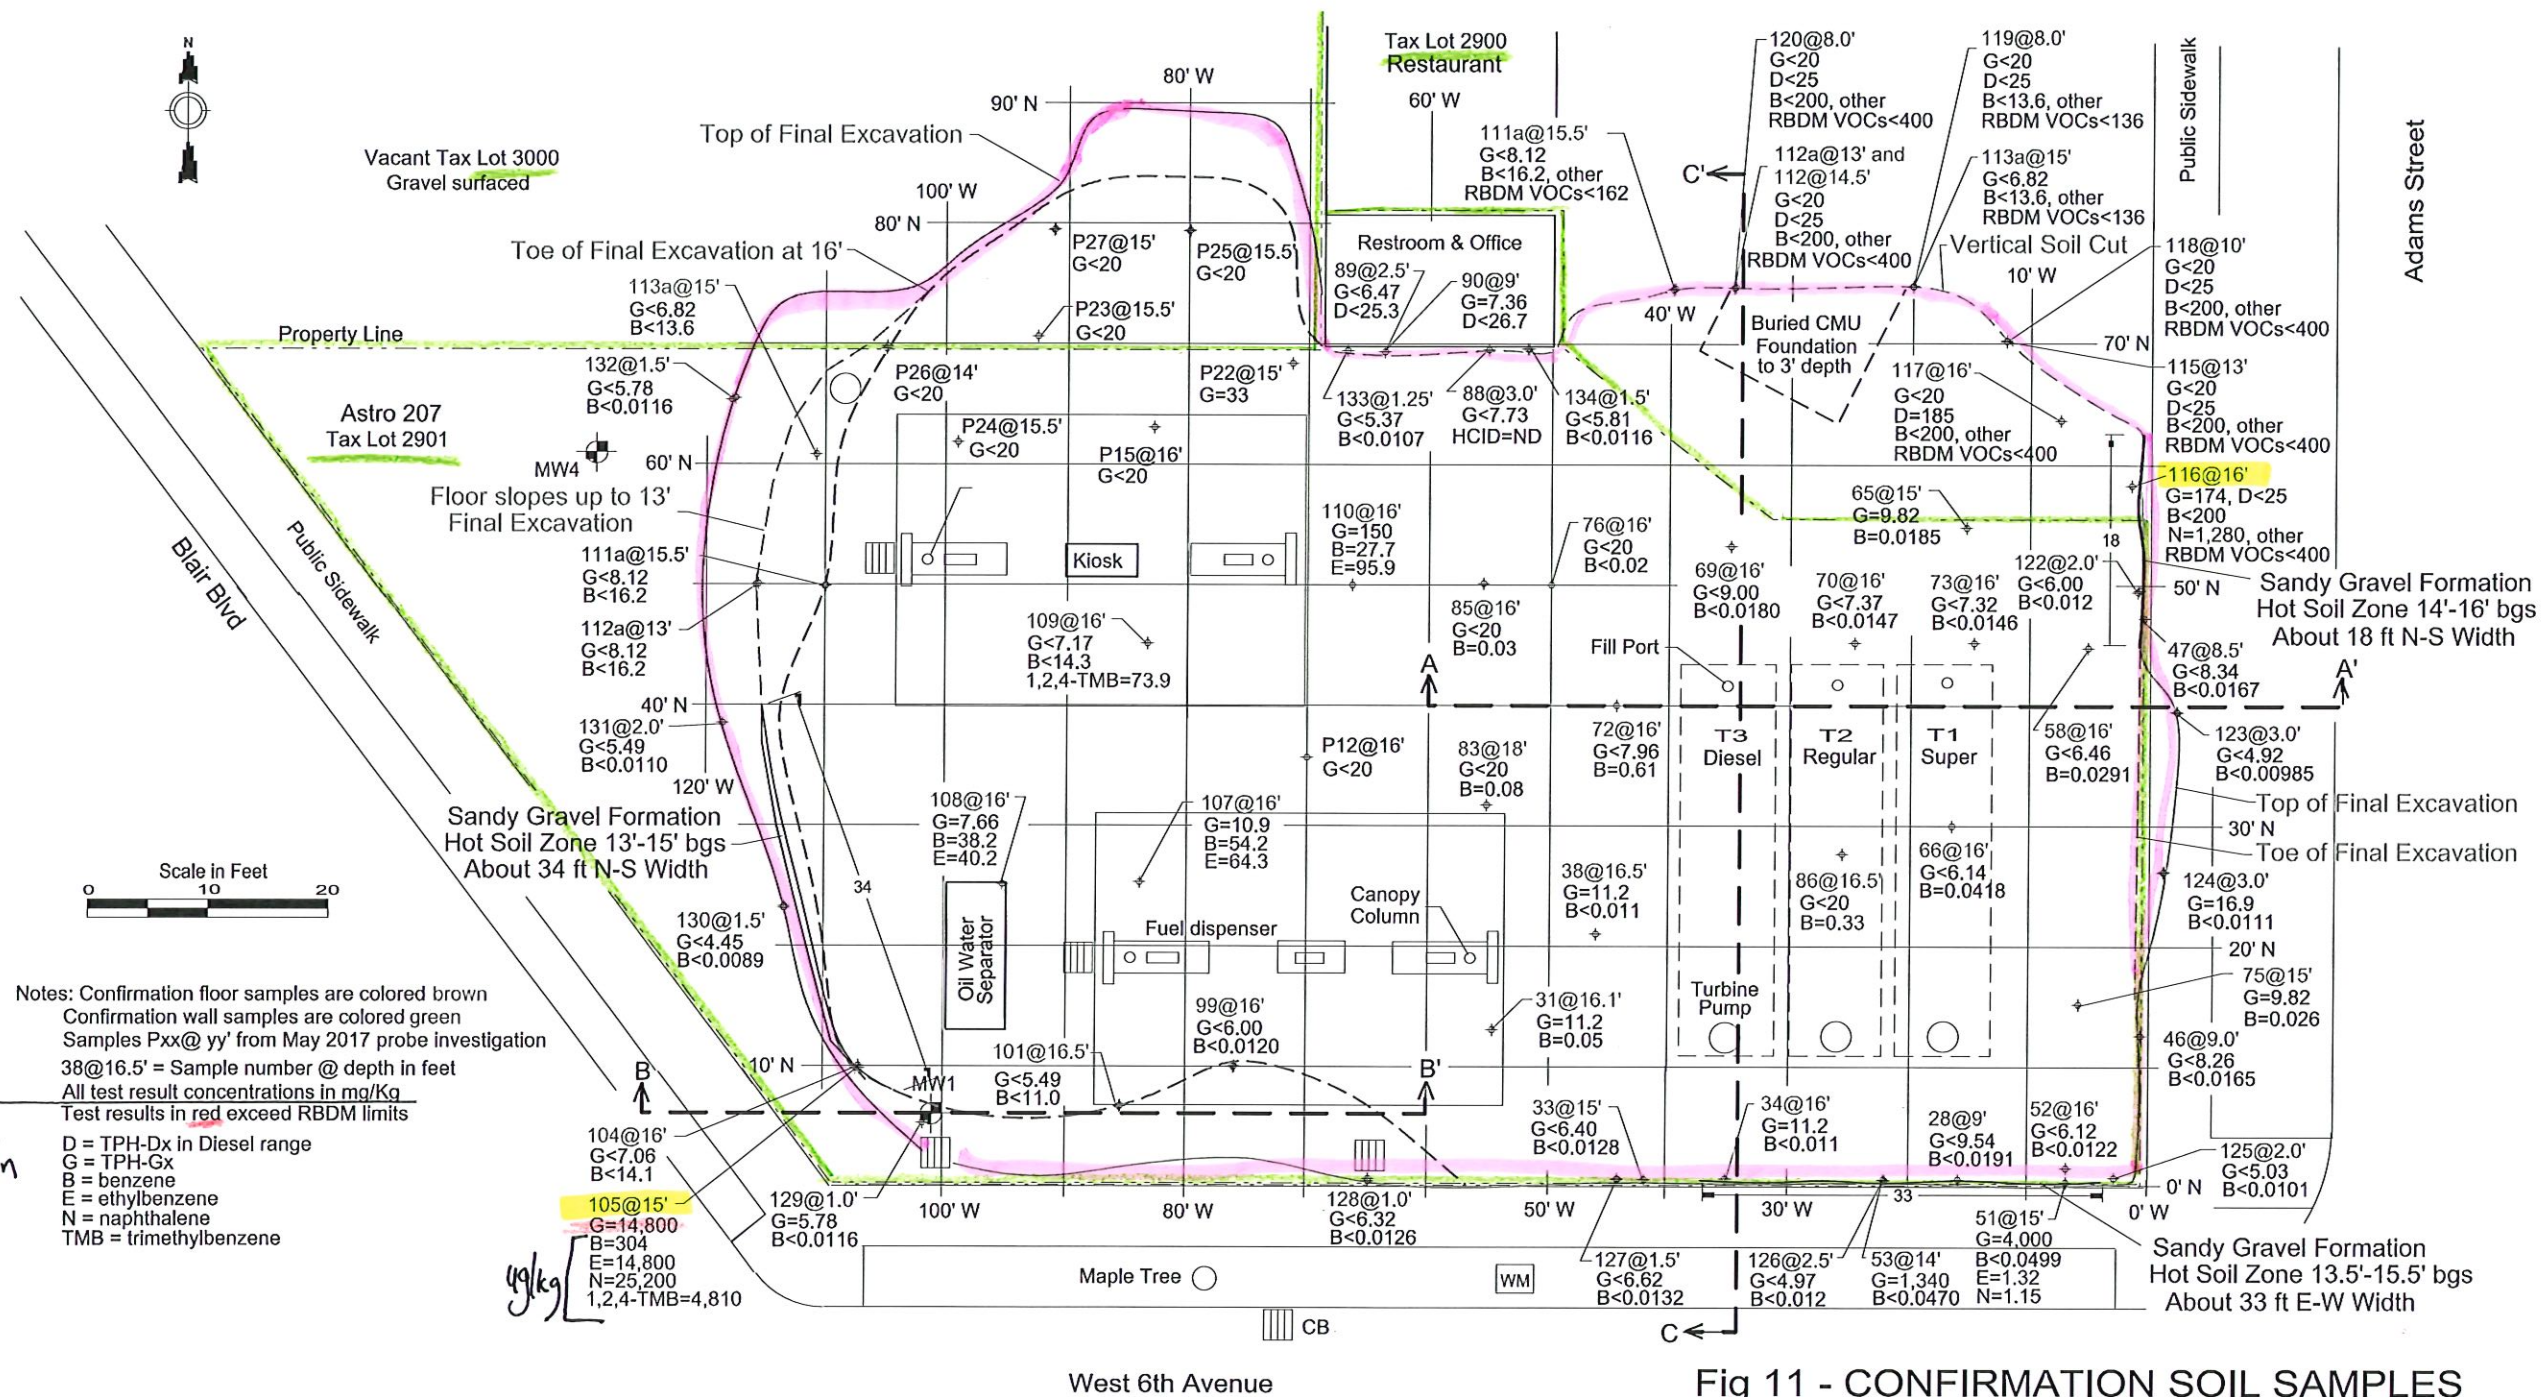 N
Vacant Tax Lot 3000
Gravel surfaced
Top of Final Excavation
Toe of Final Excavation at 16'
90' N
80' W
100' W
80' N
Tax Lot 2900
Restaurant
60' W
111a@15.5'
G<8.12
B<16.2, other
RBDM VOCs<162
120@8.0'
G<20
D<25
B<200, other
RBDM VOCs<400
119@8.0'
G<20
D<25
B<13.6, other
RBDM VOCs<136
C'
112a@13' and
112@14.5'
G<20
D<25
B<200, other
RBDM VOCs<400
113a@15'
G<6.82
B<13.6, other
RBDM VOCs<136
Vertical Soil Cut
Public Sidewalk
Adams Street
118@10'
G<20
D<25
B<200, other
RBDM VOCs<400
10' W
40' W
70' N
Restroom & Office
89@2.5'
G<6.47
D<25.3
90@9'
G=7.36
D<26.7
P27@15'
G<20
P25@15.5'
G<20
P23@15.5'
G<20
113a@15'
G<6.82
B<13.6
Property Line
132@1.5'
G<5.78
B<0.0116
P26@14'
G<20
P22@15'
G=33
133@1.25'
G<5.37
B<0.0107
88@3.0'
G<7.73
HCID=ND
134@1.5'
G<5.81
B<0.0116
Buried CMU
Foundation
to 3' depth
117@16'
G<20
D=185
B<200, other
RBDM VOCs<400
115@13'
G<20
D<25
B<200, other
RBDM VOCs<400
116@16'
G=174, D<25
B<200
N=1,280, other
RBDM VOCs<400
Astro 207
Tax Lot 2901
MW4
60' N
P24@15.5'
G<20
P15@16'
G<20
Floor slopes up to 13'
Final Excavation
Public Sidewalk
Blair Blvd
111a@15.5'
G<8.12
B<16.2
112a@13'
G<8.12
B<16.2
Kiosk
110@16'
G=150
B=27.7
E=95.9
76@16'
G<20
B<0.02
65@15'
G=9.82
B=0.0185
69@16'
G<9.00
B<0.0180
70@16'
G<7.37
B<0.0147
73@16'
G<7.32
B<0.0146
122@2.0'
G<6.00
B<0.012
18
50' N
Sandy Gravel Formation
Hot Soil Zone 14'-16' bgs
About 18 ft N-S Width
109@16'
G<7.17
B<14.3
1,2,4-TMB=73.9
85@16'
G<20
B=0.03
Fill Port
47@8.5'
G<8.34
B<0.0167
A
A'
40' N
131@2.0'
G<5.49
B<0.0110
120' W
P12@16'
G<20
83@18'
G<20
B=0.08
72@16'
G<7.96
B=0.61
T3
Diesel
T2
Regular
T1
Super
58@16'
G<6.46
B=0.0291
123@3.0'
G<4.92
B<0.00985
Top of Final Excavation
30' N
Toe of Final Excavation
Sandy Gravel Formation
Hot Soil Zone 13'-15' bgs
About 34 ft N-S Width
34
108@16'
G=7.66
B=38.2
E=40.2
107@16'
G=10.9
B=54.2
E=64.3
Scale in Feet
0 10 20
130@1.5'
G<4.45
B<0.0089
Oil Water
Separator
Fuel dispenser
Canopy
Column
38@16.5'
G=11.2
B<0.011
86@16.5'
G<20
B=0.33
66@16'
G<6.14
B=0.0418
124@3.0'
G=16.9
B<0.0111
20' N
75@15'
G=9.82
B=0.026
Turbine
Pump
99@16'
G<6.00
B<0.0120
31@16.1'
G=11.2
B=0.05
46@9.0'
G<8.26
B<0.0165
Notes: Confirmation floor samples are colored brown
Confirmation wall samples are colored green
Samples Pxx@ yy' from May 2017 probe investigation
38@16.5' = Sample number @ depth in feet
All test result concentrations in mg/Kg
Test results in red exceed RBDM limits
D = TPH-Dx in Diesel range
G = TPH-Gx
B = benzene
E = ethylbenzene
N = naphthalene
TMB = trimethylbenzene
10' N
B
B'
MW1
101@16.5'
G<5.49
B<11.0
104@16'
G<7.06
B<14.1
105@15'
G=14,800
B=304
E=14,800
N=25,200
1,2,4-TMB=4,810
ug/kg
129@1.0'
G=5.78
B<0.0116
100' W
80' W
128@1.0'
G<6.32
B<0.0126
33@15'
G<6.40
B<0.0128
34@16'
G=11.2
B<0.011
28@9'
G<9.54
B<0.0191
52@16'
G<6.12
B<0.0122
125@2.0'
G<5.03
B<0.0101
50' W
30' W
33
0' N
0' W
127@1.5'
G<6.62
B<0.0132
126@2.5'
G<4.97
B<0.012
53@14'
G=1,340
B<0.0470
51@15'
G=4,000
B<0.0499
E=1.32
N=1.15
Sandy Gravel Formation
Hot Soil Zone 13.5'-15.5' bgs
About 33 ft E-W Width
Maple Tree
WM
CB
C
West 6th Avenue
Fig 11 - CONFIRMATION SOIL SAMPLES